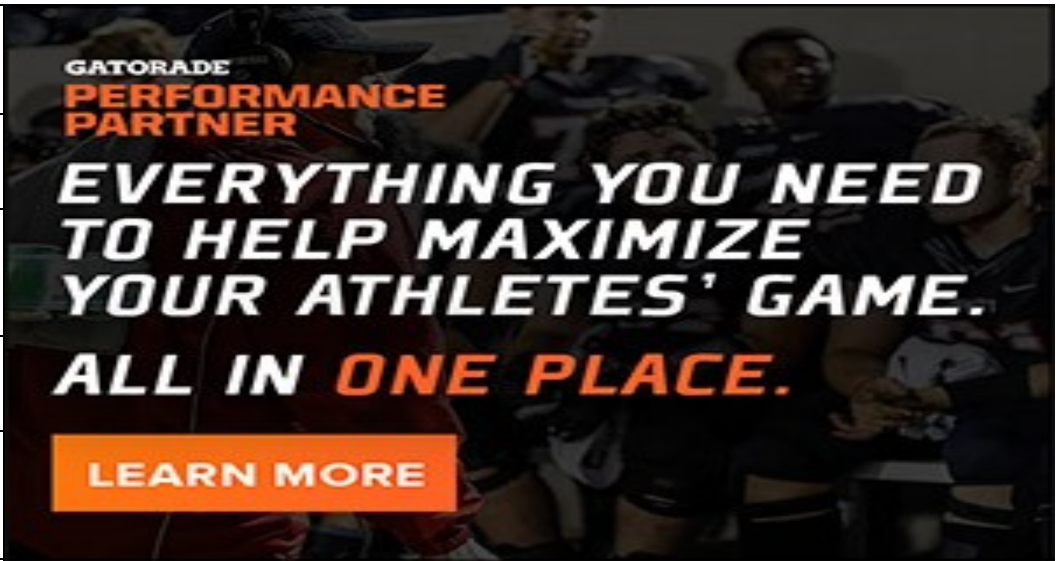 GATORADE
PERFORMANCE
PARTNER
EVERYTHING YOU NEED
TO HELP MAXIMIZE
YOUR ATHLETES' GAME.
ALL IN ONE PLACE.
LEARN MORE